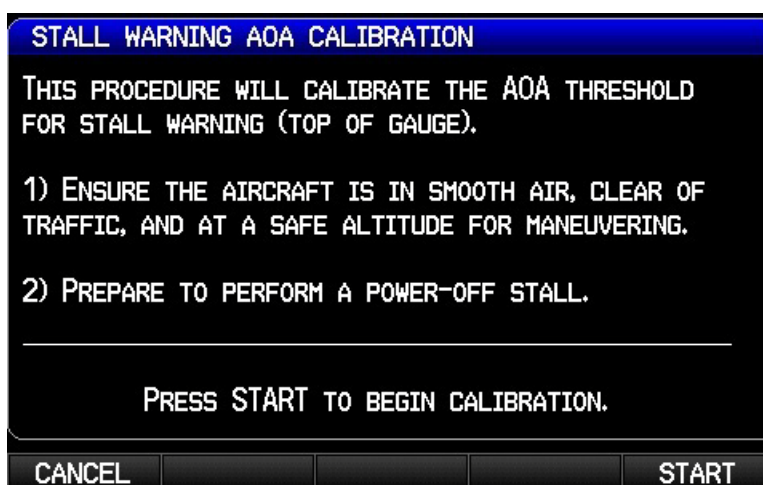 STALL WARNING AOA CALIBRATION
THIS PROCEDURE WILL CALIBRATE THE AOA THRESHOLD
FOR STALL WARNING (TOP OF GAUGE).
1) ENSURE THE AIRCRAFT IS IN SMOOTH AIR, CLEAR OF
TRAFFIC, AND AT A SAFE ALTITUDE FOR MANEUVERING.
2) PREPARE TO PERFORM A POWER-OFF STALL.
PRESS START TO BEGIN CALIBRATION.
CANCEL START